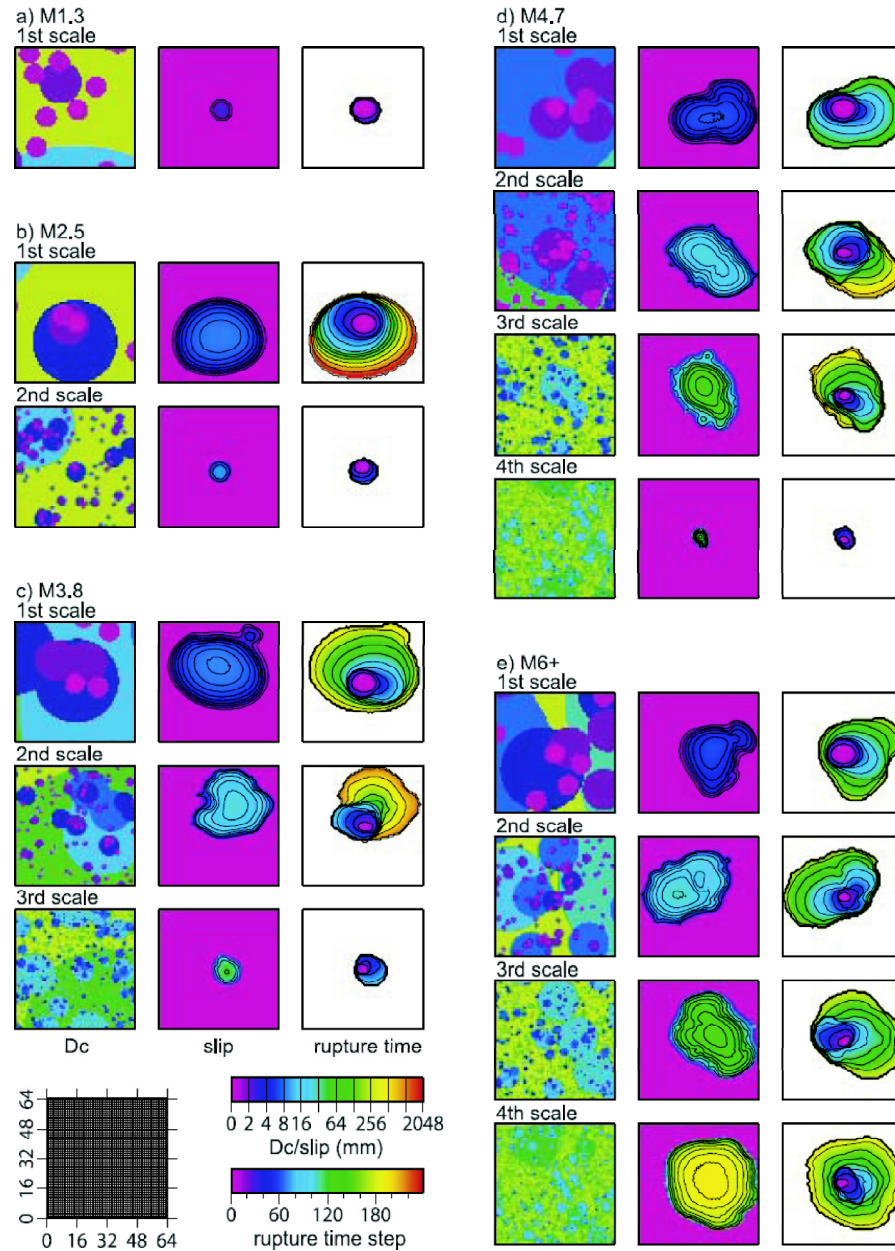 a) M1.3
1st scale
b) M2.5
1st scale
2nd scale
c) M3.8
1st scale
2nd scale
3rd scale
Dc slip rupture time
64
48
32
16
0
0 16 32 48 64
0 2 4 8 16 64 256 2048
Dc/slip (mm)
0 60 120 180
rupture time step
d) M4.7
1st scale
2nd scale
3rd scale
4th scale
e) M6+
1st scale
2nd scale
3rd scale
4th scale